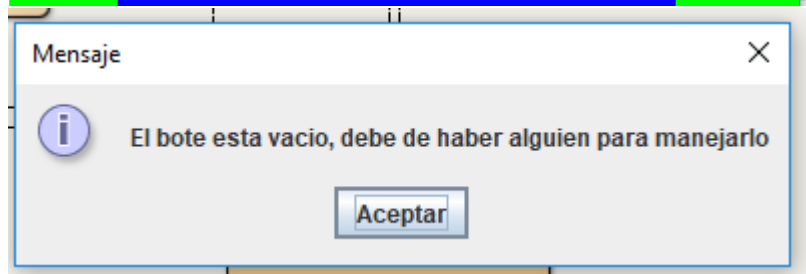 Mensaje
El bote esta vacio, debe de haber alguien para manejarlo
Aceptar